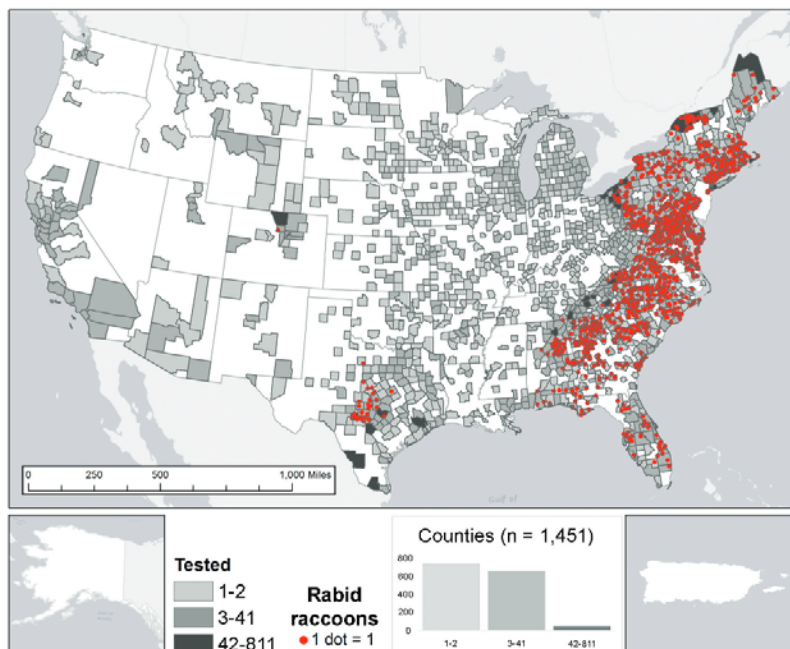 0 250 500 1,000 Miles
Gulf of
Tested
1-2
3-41
42-811
Rabid
raccoons
1 dot = 1
Counties (n = 1,451)
800
600
400
200
0
1-2 3-41 42-811